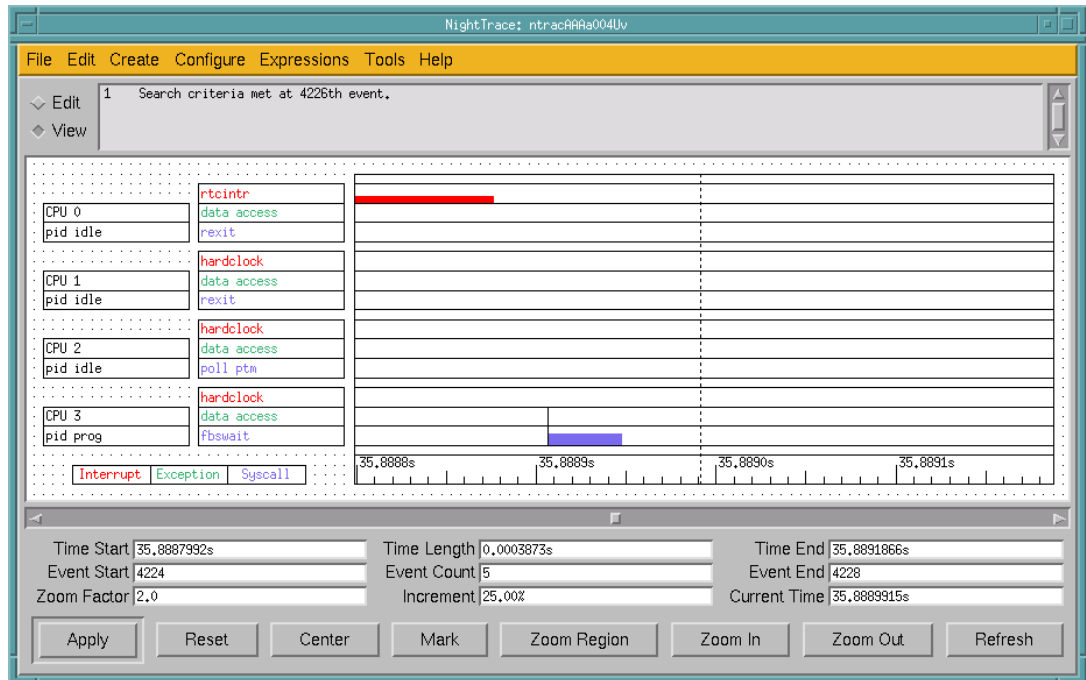 NightTrace: ntracAAAa004Uv
File Edit Create Configure Expressions Tools Help
Edit
View
1 Search criteria met at 4226th event.
rtcintr
CPU 0 data access
pid idle rexit
hardclock
CPU 1 data access
pid idle rexit
hardclock
CPU 2 data access
pid idle poll ptm
hardclock
CPU 3 data access
pid prog fbswait
Interrupt Exception Syscall
35.8888s 35.8889s 35.8890s 35.8891s
Time Start 35.8887992s Time Length 0.0003873s Time End 35.8891866s
Event Start 4224 Event Count 5 Event End 4228
Zoom Factor 2.0 Increment 25.00% Current Time 35.8889915s
Apply Reset Center Mark Zoom Region Zoom In Zoom Out Refresh